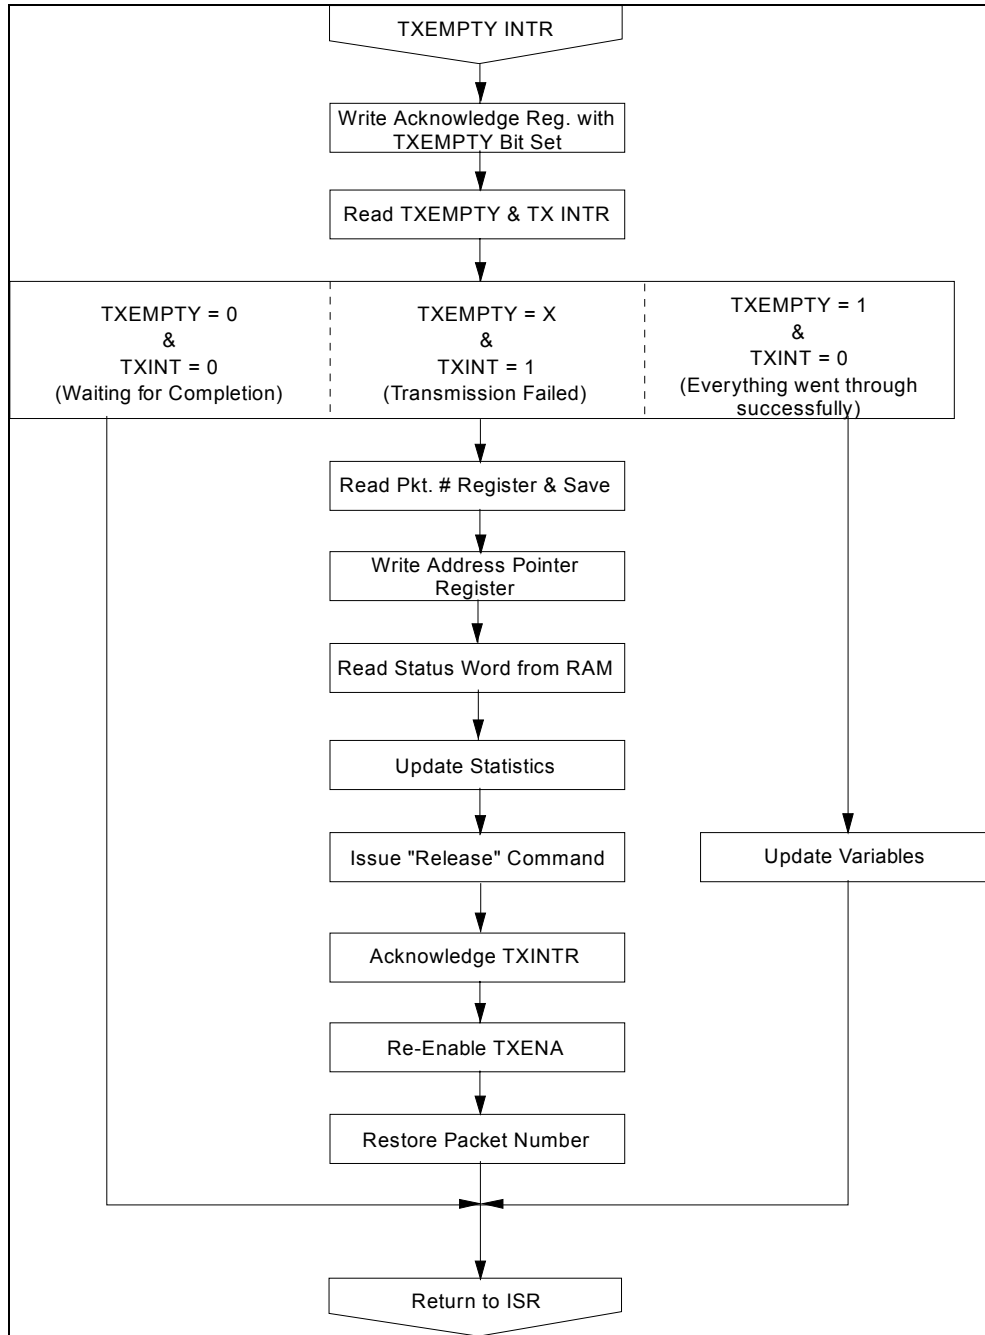 TXEMPTY INTR
Write Acknowledge Reg. with
TXEMPTY Bit Set
Read TXEMPTY & TX INTR
TXEMPTY = 0
&
TXINT = 0
(Waiting for Completion)
TXEMPTY = X
&
TXINT = 1
(Transmission Failed)
TXEMPTY = 1
&
TXINT = 0
(Everything went through
successfully)
Read Pkt. # Register & Save
Write Address Pointer
Register
Read Status Word from RAM
Update Statistics
Issue "Release" Command
Update Variables
Acknowledge TXINTR
Re-Enable TXENA
Restore Packet Number
Return to ISR